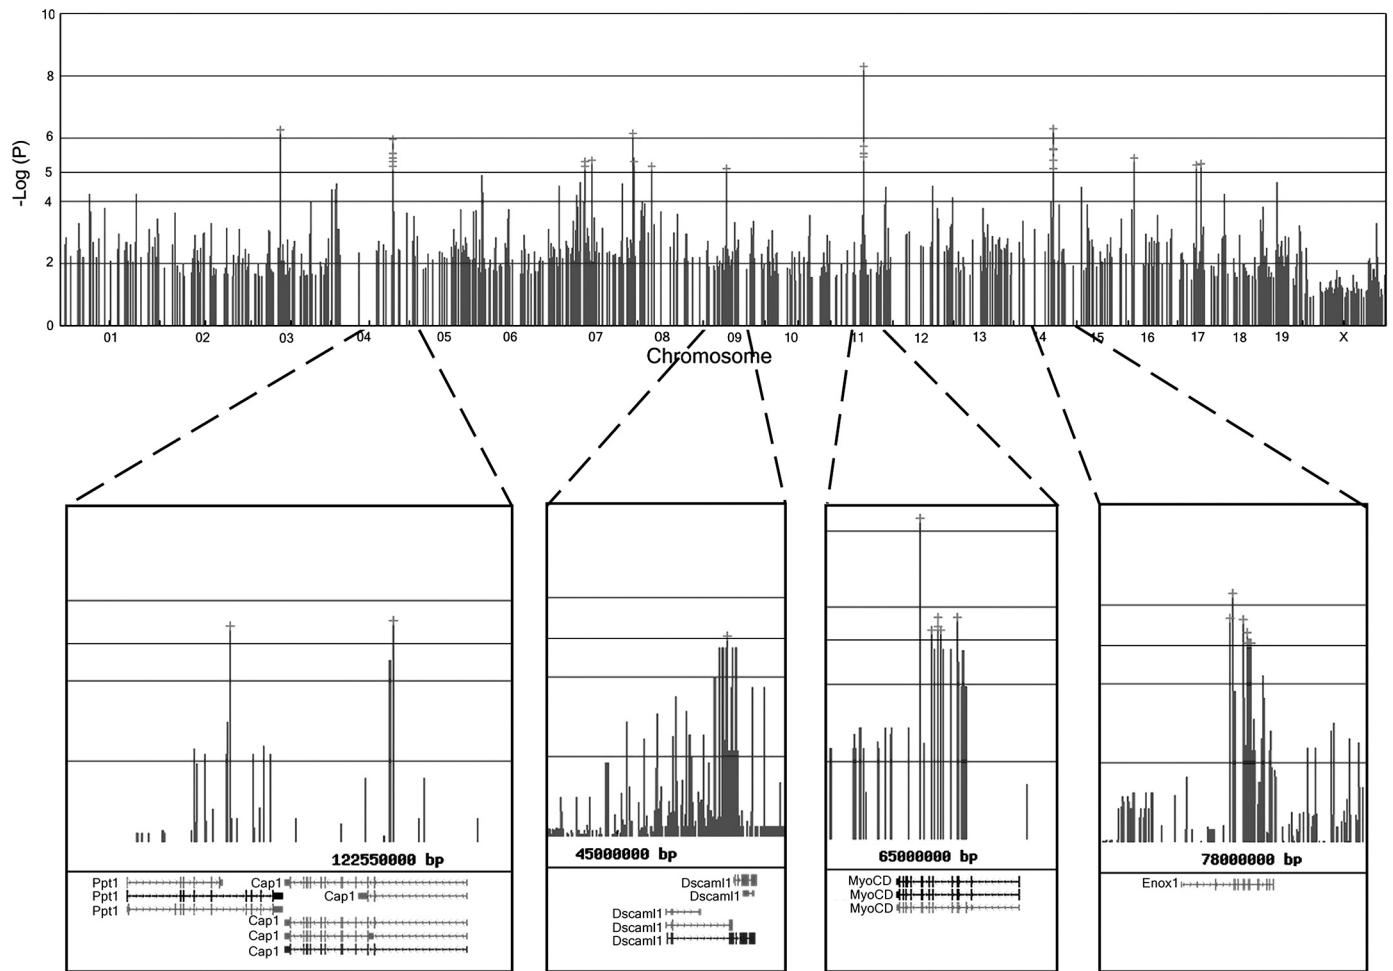 10
8
6
5
4
2
0
-Log (P)
01 02 03 04 05 06 07 08 09 10 11 12 13 14 15 16 17 18 19 X
Chromosome
122550000 bp
Ppt1
Ppt1
Ppt1
Cap1
Cap1
Cap1
Cap1
Cap1
45000000 bp
Dscaml1
Dscaml1
Dscaml1
Dscaml1
Dscaml1
65000000 bp
MyoCD
MyoCD
MyoCD
78000000 bp
Enox1